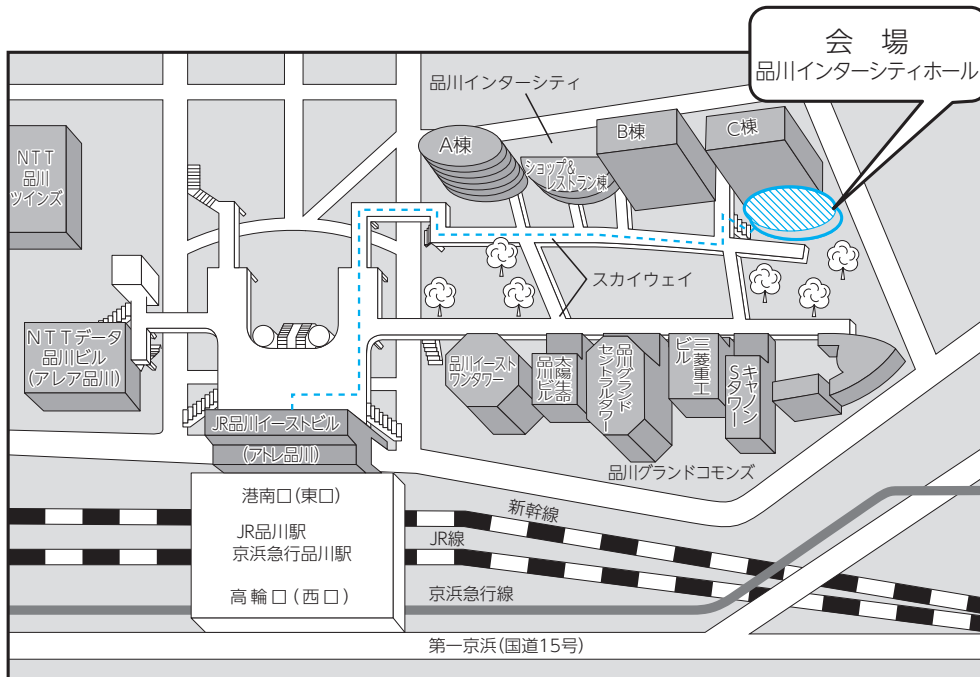 会　場
品川インターシティホール
品川インターシティ
A棟
ショップ&
レストラン棟
B棟
C棟
NTT
品川
ツインズ
スカイウェイ
NTTデータ
品川ビル
(アレア品川)
品川イースト
ワンタワー
太陽生命
品川ビル
品川グランド
セントラルタワー
三菱重工
ビル
キヤノン
Sタワー
品川グランドコモンズ
JR品川イーストビル
(アトレ品川)
港南口(東口)
JR品川駅
京浜急行品川駅
高輪口(西口)
新幹線
JR線
京浜急行線
第一京浜(国道15号)